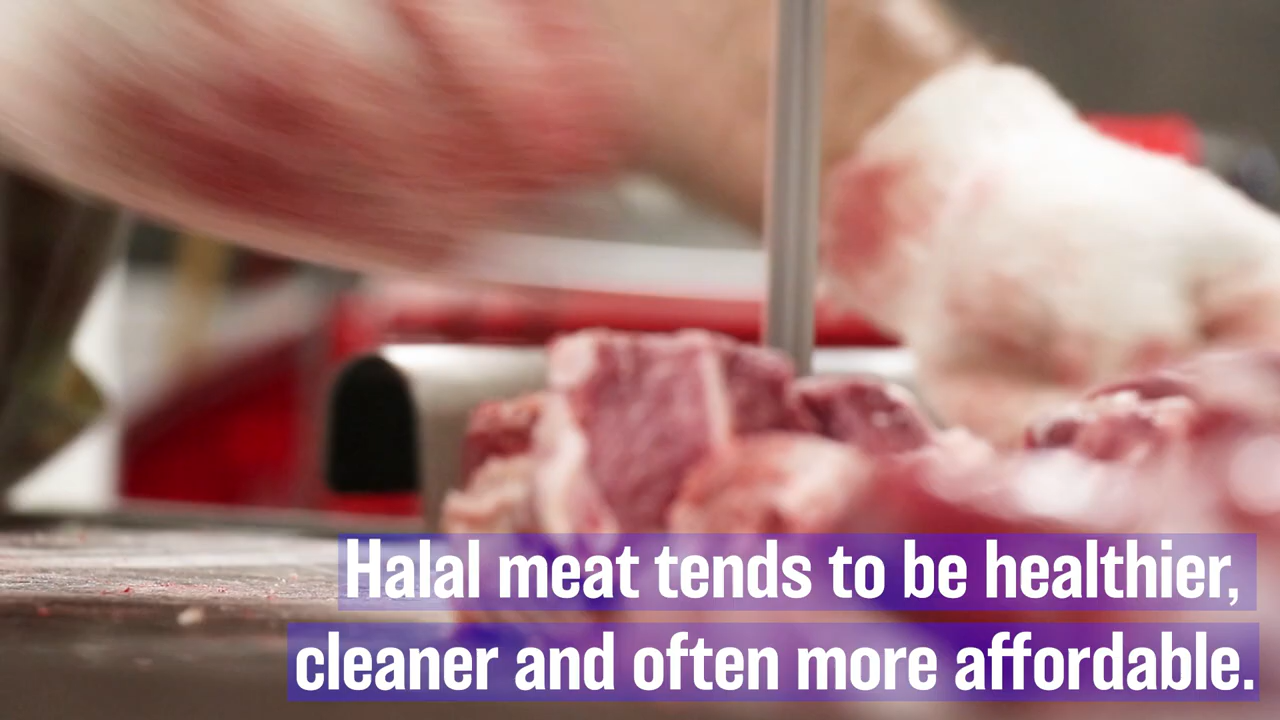 Halal meat tends to be healthier,
cleaner and often more affordable.